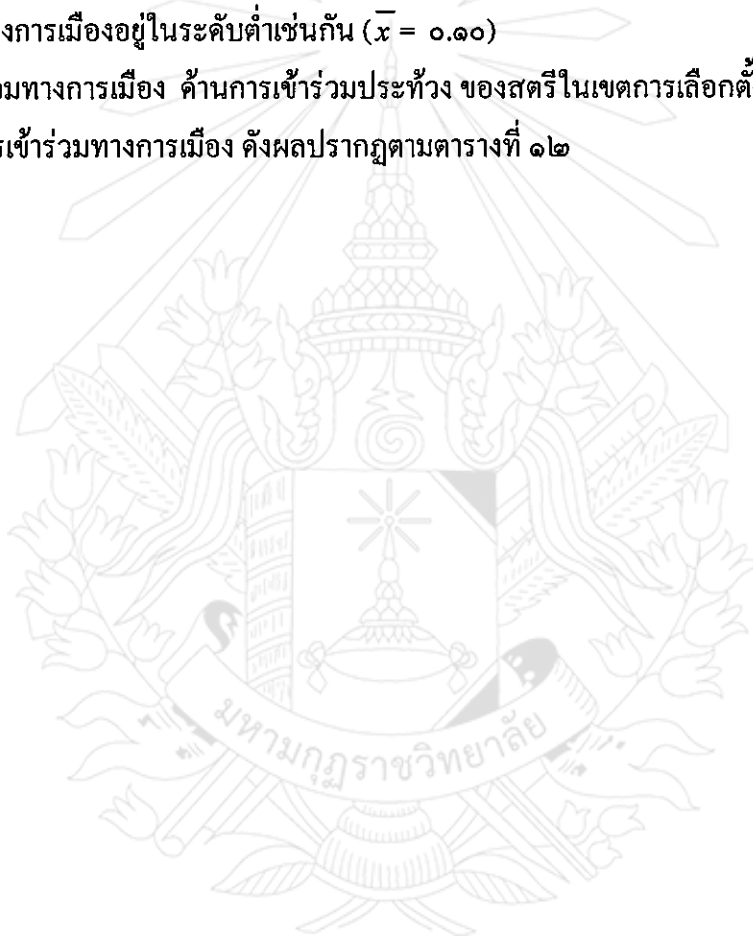 งการเมืองอยู่ในระดับต่ำเช่นกัน (x̄ = ๐.๑๐)
มทางการเมือง ด้านการเข้าร่วมประท้วง ของสตรีในเขตการเลือกตั้
รเข้าร่วมทางการเมือง ดังผลปรากฏตามตารางที่ ๑๒
มหามกุฏราชวิทยาลัย